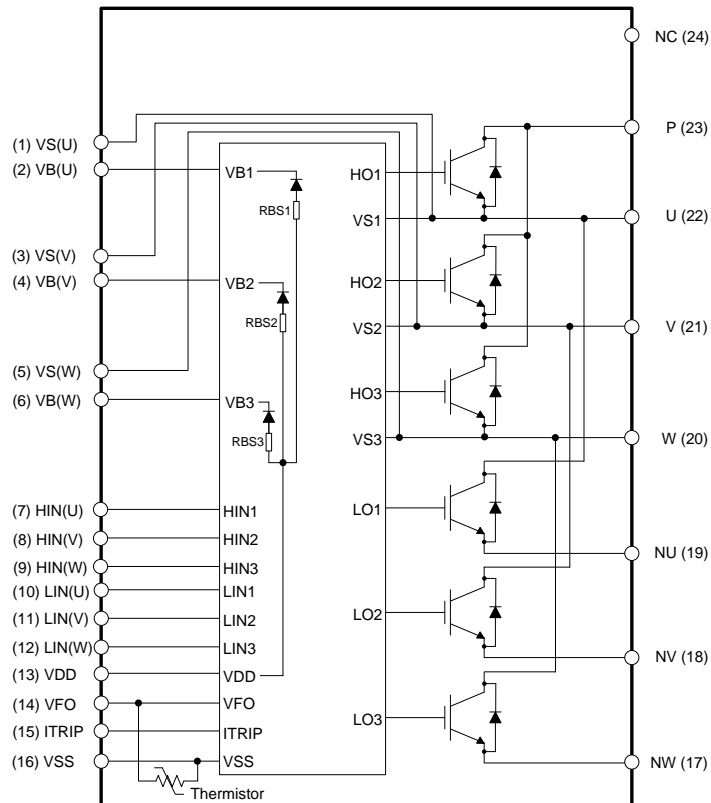 NC (24)
P (23)
(1) VS(U)
(2) VB(U)
VB1
HO1
RBS1
VS1
U (22)
(3) VS(V)
(4) VB(V)
VB2
HO2
RBS2
VS2
V (21)
(5) VS(W)
(6) VB(W)
VB3
HO3
RBS3
VS3
W (20)
(7) HIN(U)
HIN1
LO1
(8) HIN(V)
HIN2
NU (19)
(9) HIN(W)
HIN3
(10) LIN(U)
LIN1
(11) LIN(V)
LIN2
LO2
(12) LIN(W)
LIN3
NV (18)
(13) VDD
VDD
(14) VFO
VFO
LO3
(15) ITRIP
ITRIP
(16) VSS
VSS
NW (17)
Thermistor